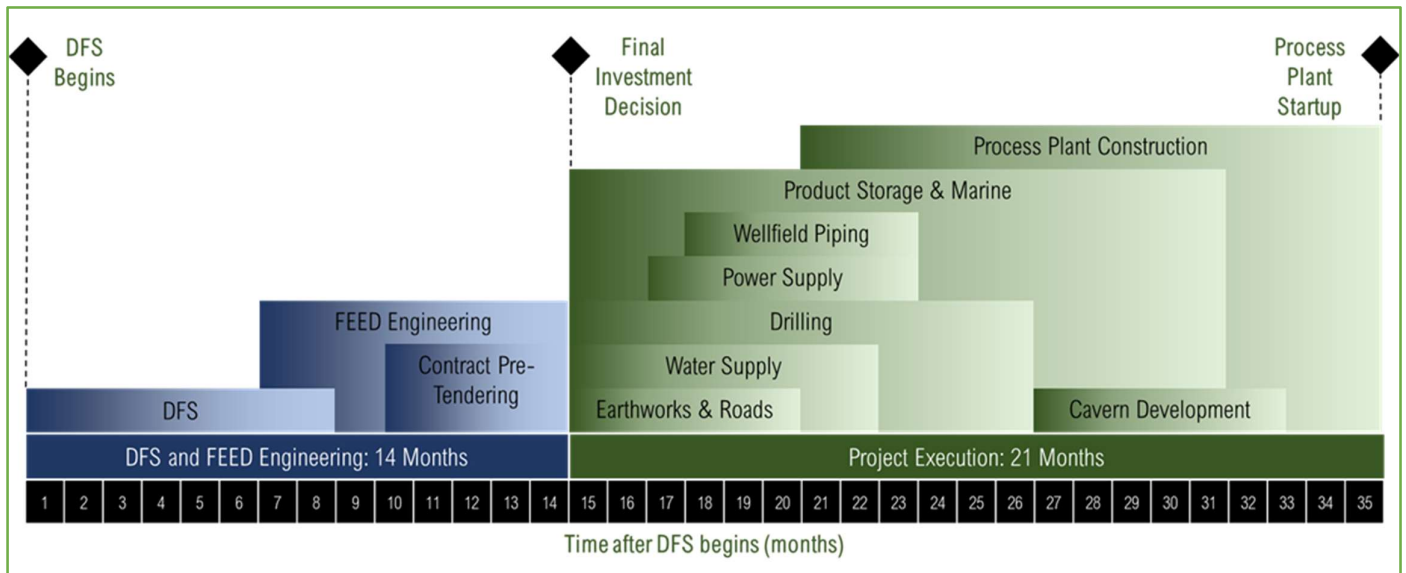 DFS
Begins
Final
Investment
Decision
Process
Plant
Startup
Process Plant Construction
Product Storage & Marine
Wellfield Piping
Power Supply
FEED Engineering
Drilling
Contract Pre-
Tendering
Water Supply
DFS
Earthworks & Roads
Cavern Development
DFS and FEED Engineering: 14 Months
Project Execution: 21 Months
1 2 3 4 5 6 7 8 9 10 11 12 13 14 15 16 17 18 19 20 21 22 23 24 25 26 27 28 29 30 31 32 33 34 35
Time after DFS begins (months)